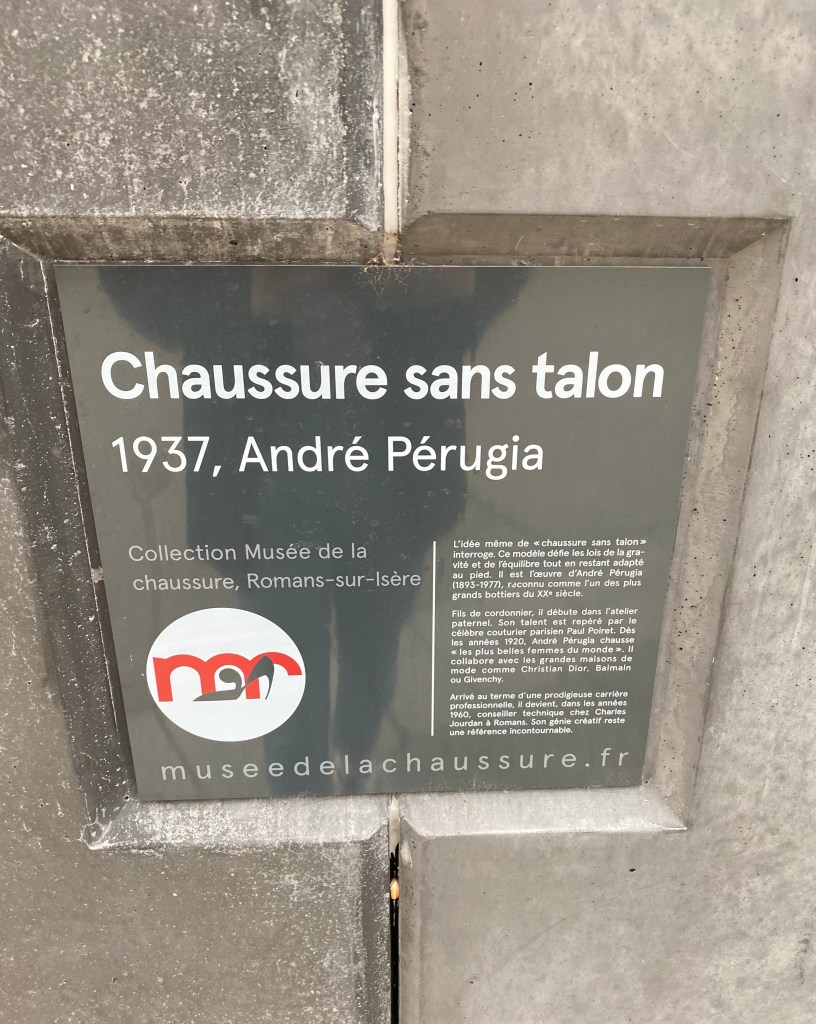 Chaussure sans talon
1937, André Pérugia
Collection Musée de la
chaussure, Romans-sur-Isère
L'idée même de « chaussure sans talon »
interroge. Ce modèle défie les lois de la gra-
vité et de l'équilibre tout en restant adapté
au pied. Il est l'œuvre d'André Pérugia
(1893-1977), reconnu comme l'un des plus
grands bottiers du XXe siècle.
Fils de cordonnier, il débute dans l'atelier
paternel. Son talent est repéré par le
célèbre couturier parisien Paul Poiret. Dès
les années 1920, André Pérugia chausse
« les plus belles femmes du monde ». Il
collabore avec les grandes maisons de
mode comme Christian Dior, Balmain
ou Givenchy.
Arrivé au terme d'une prodigieuse carrière
professionnelle, il devient, dans les années
1960, conseiller technique chez Charles
Jourdan à Romans. Son génie créatif reste
une référence incontournable.
museedelachaussure.fr